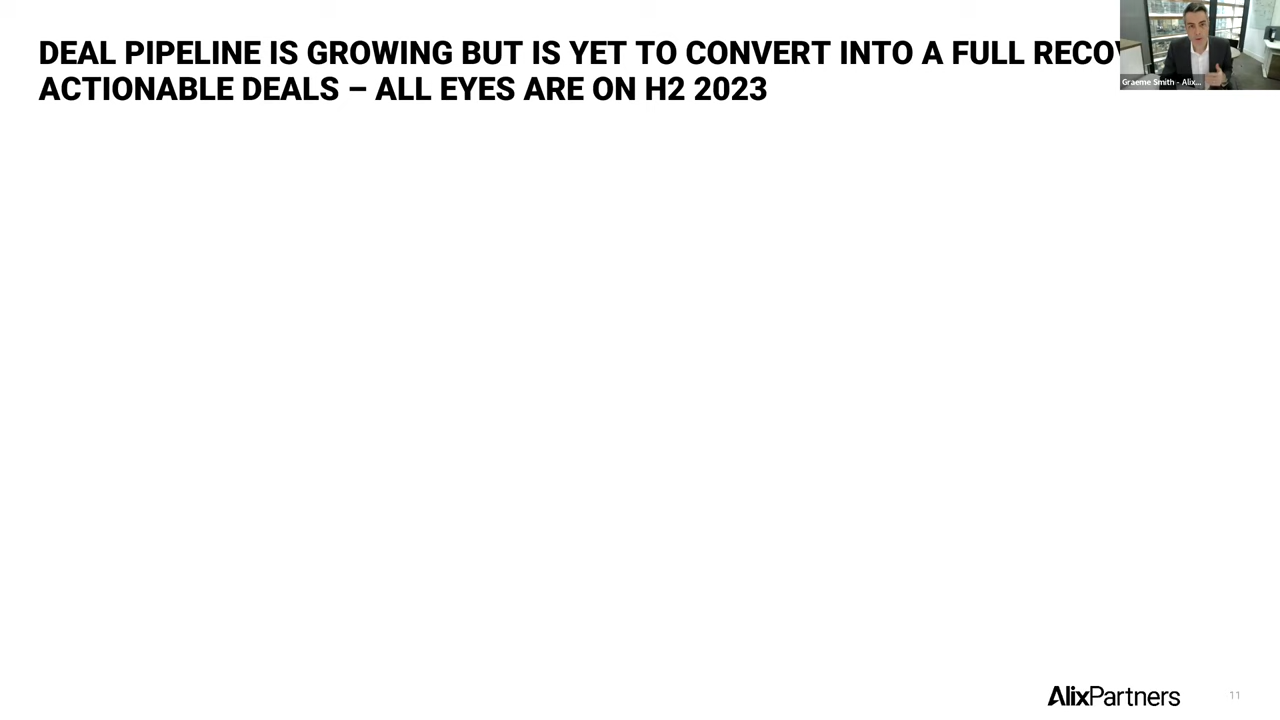 DEAL PIPELINE IS GROWING BUT IS YET TO CONVERT INTO A FULL
ACTIONABLE DEALS – ALL EYES ARE ON H2 2023
Graeme Smith - Alix...
AlixPartners
11